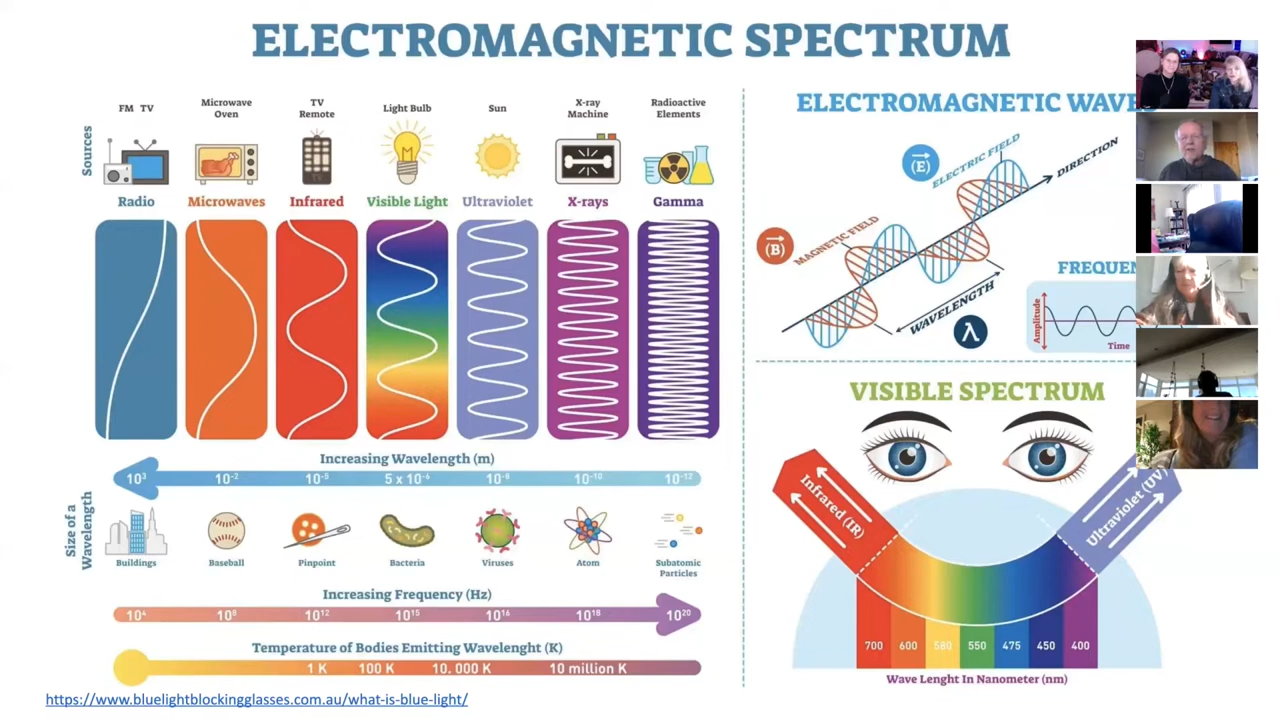 ELECTROMAGNETIC SPECTRUM
Sources
FM TV
Microwave
Oven
TV
Remote
Light Bulb
Sun
X-ray
Machine
Radioactive
Elements
Radio
Microwaves
Infrared
Visible Light
Ultraviolet
X-rays
Gamma
Increasing Wavelength (m)
10³ 10⁻² 10⁻⁵ 5 x 10⁻⁶ 10⁻⁸ 10⁻¹⁰ 10⁻¹²
Size of a
Wavelength
Buildings
Baseball
Pinpoint
Bacteria
Viruses
Atom
Subatomic
Particles
Increasing Frequency (Hz)
10⁴ 10⁸ 10¹² 10¹⁵ 10¹⁶ 10¹⁸ 10²⁰
Temperature of Bodies Emitting Wavelenght (K)
1 K 100 K 10. 000 K 10 million K
https://www.bluelightblockingglasses.com.au/what-is-blue-light/
ELECTROMAGNETIC WAVES
(E)
ELECTRIC FIELD
DIRECTION
(B)
MAGNETIC FIELD
WAVELENGTH
λ
FREQUEN
Amplitude
Time
VISIBLE SPECTRUM
Infrared (IR)
Ultraviolet (UV)
700 600 580 550 475 450 400
Wave Lenght In Nanometer (nm)